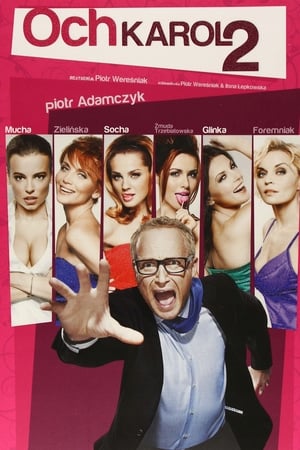 Och KAROL 2
REŻYSERIA Piotr Wereśniak
SCENARIUSZ Piotr Wereśniak & Ilona Łepkowska
piotr Adamczyk
Mucha Zielińska Socha Żmuda Trzebiatowska Glinka Foremniak